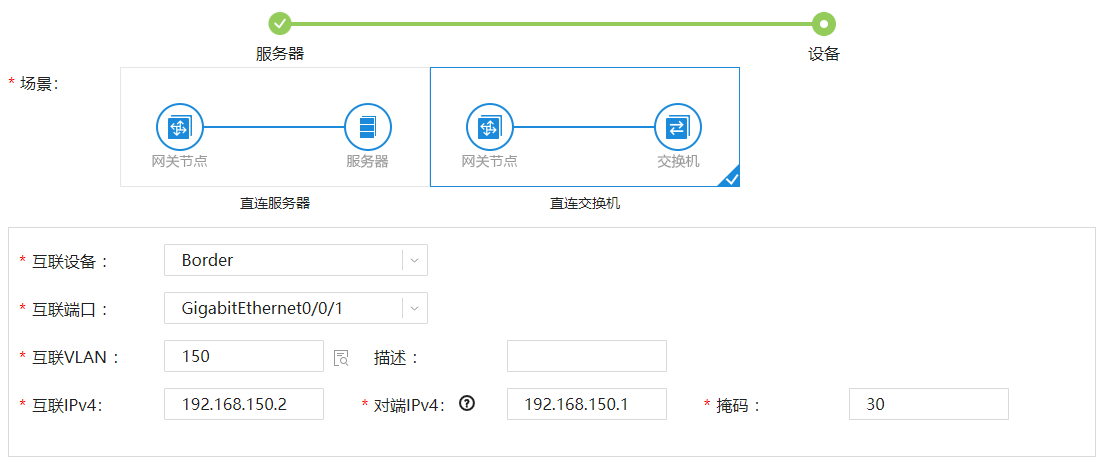 服务器 设备
* 场景：
网关节点 服务器 网关节点 交换机
直连服务器 直连交换机
* 互联设备： Border
* 互联端口： GigabitEthernet0/0/1
* 互联VLAN： 150 描述：
* 互联IPv4： 192.168.150.2 * 对端IPv4： 192.168.150.1 * 掩码： 30